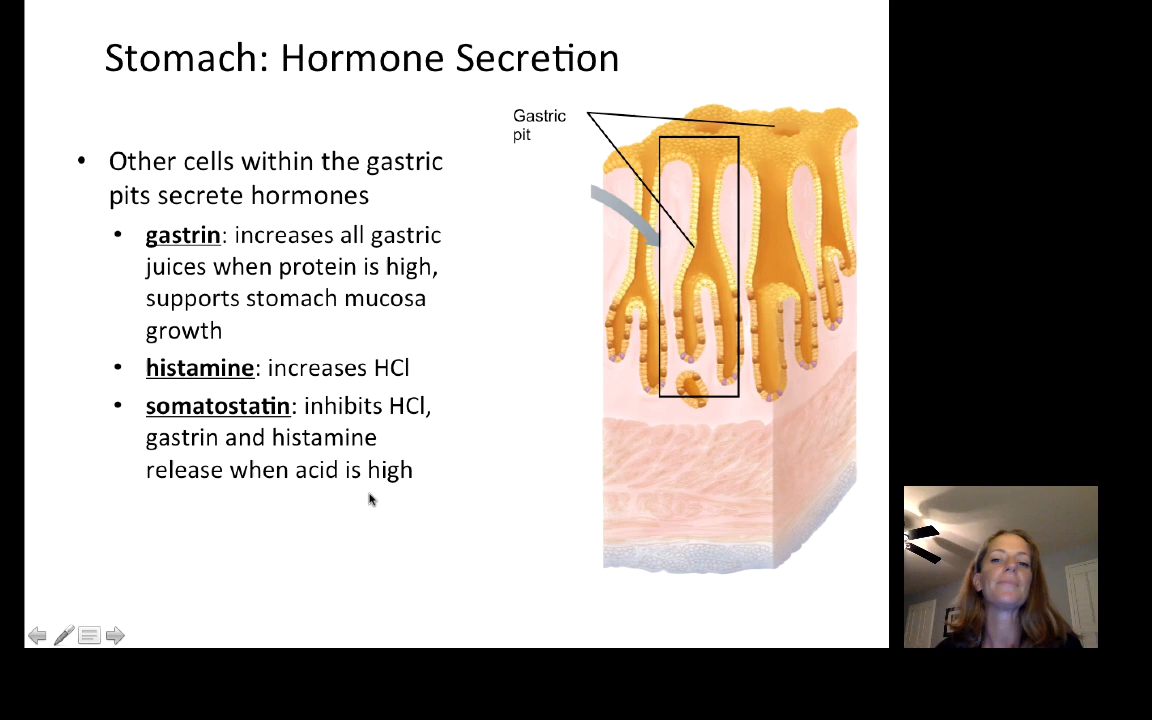 Stomach: Hormone Secretion
Gastric
pit
• Other cells within the gastric
pits secrete hormones
• gastrin: increases all gastric
juices when protein is high,
supports stomach mucosa
growth
• histamine: increases HCl
• somatostatin: inhibits HCl,
gastrin and histamine
release when acid is high